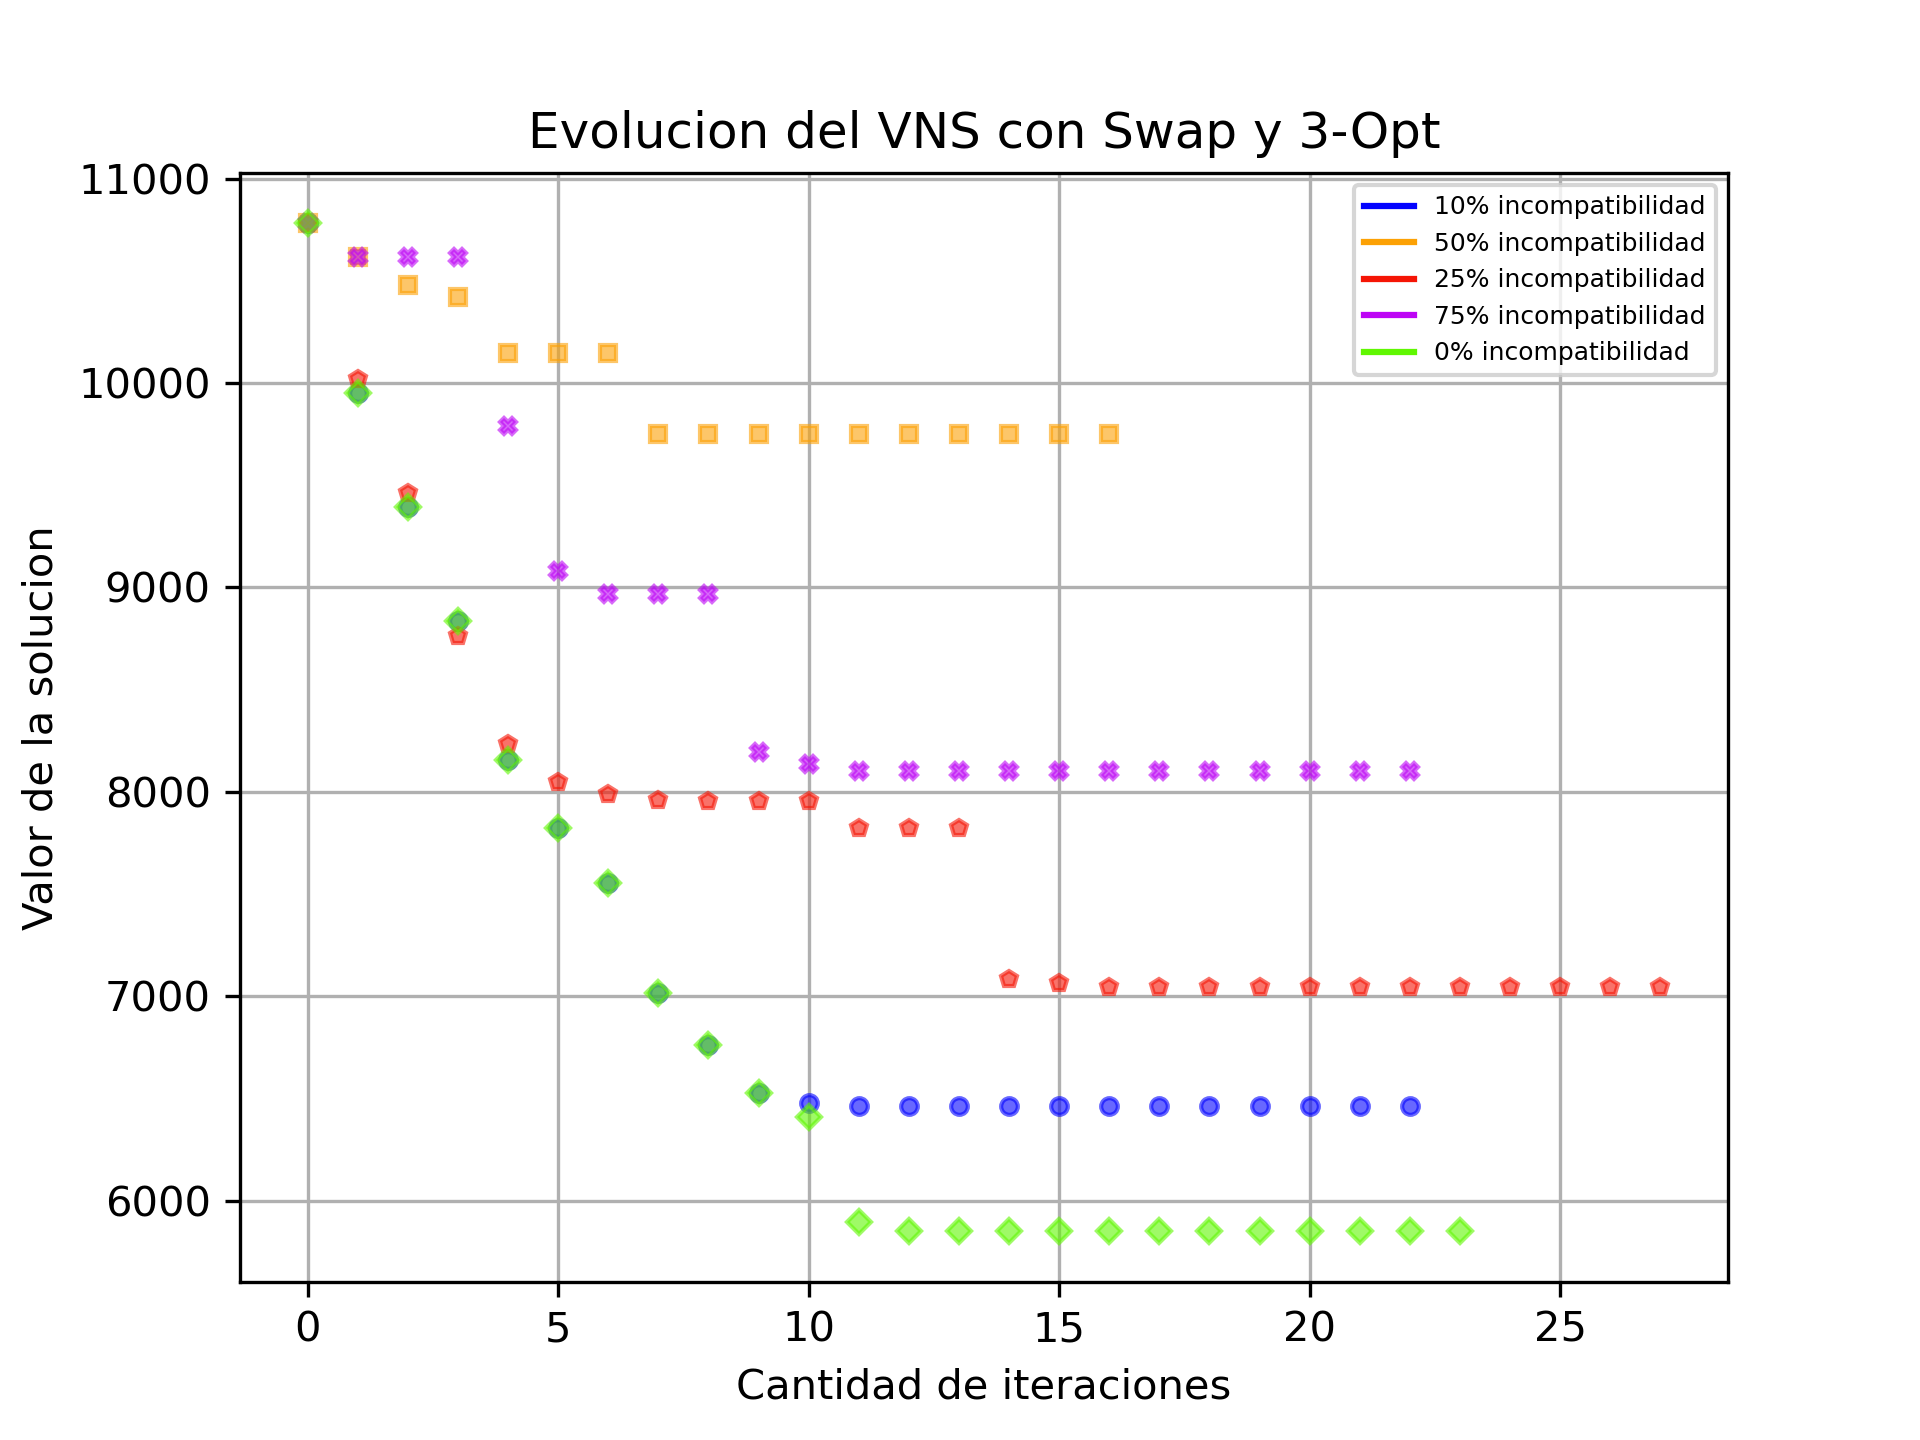 Evolucion del VNS con Swap y 3-Opt
11000
10000
9000
8000
7000
6000
Valor de la solucion
10% incompatibilidad
50% incompatibilidad
25% incompatibilidad
75% incompatibilidad
0% incompatibilidad
0 5 10 15 20 25
Cantidad de iteraciones